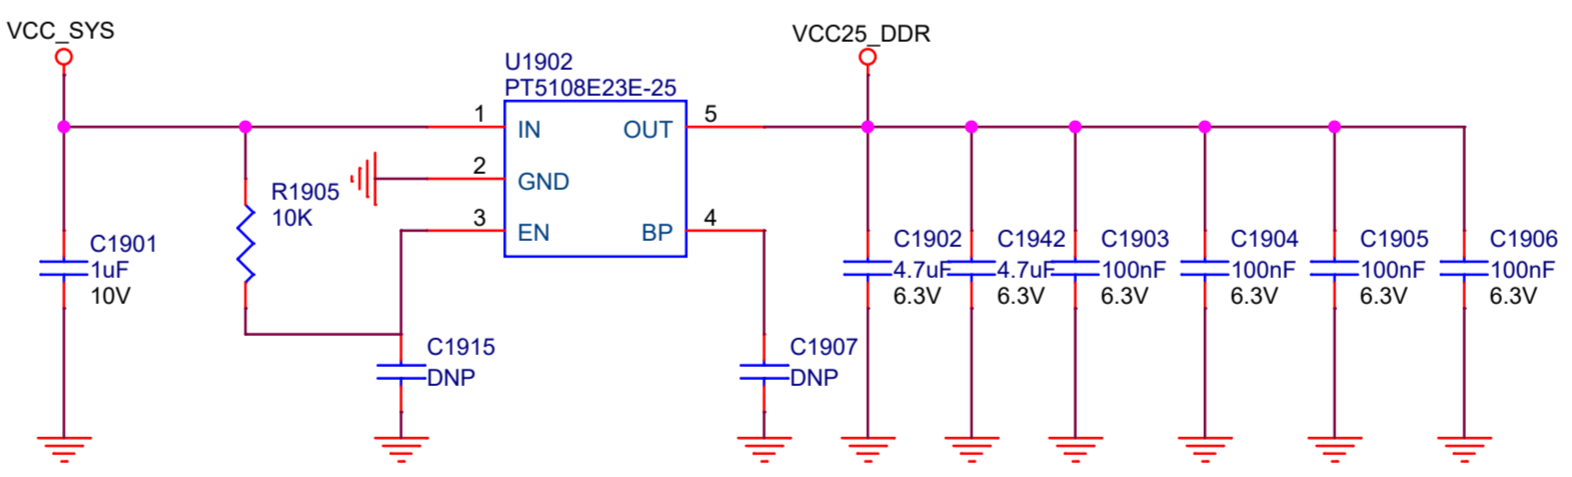 VCC_SYS
VCC25_DDR
U1902
PT5108E23E-25
1
IN
OUT
5
2
GND
3
EN
BP
4
R1905
10K
C1901
1uF
10V
C1902
4.7uF
6.3V
C1942
4.7uF
6.3V
C1903
100nF
6.3V
C1904
100nF
6.3V
C1905
100nF
6.3V
C1906
100nF
6.3V
C1915
DNP
C1907
DNP